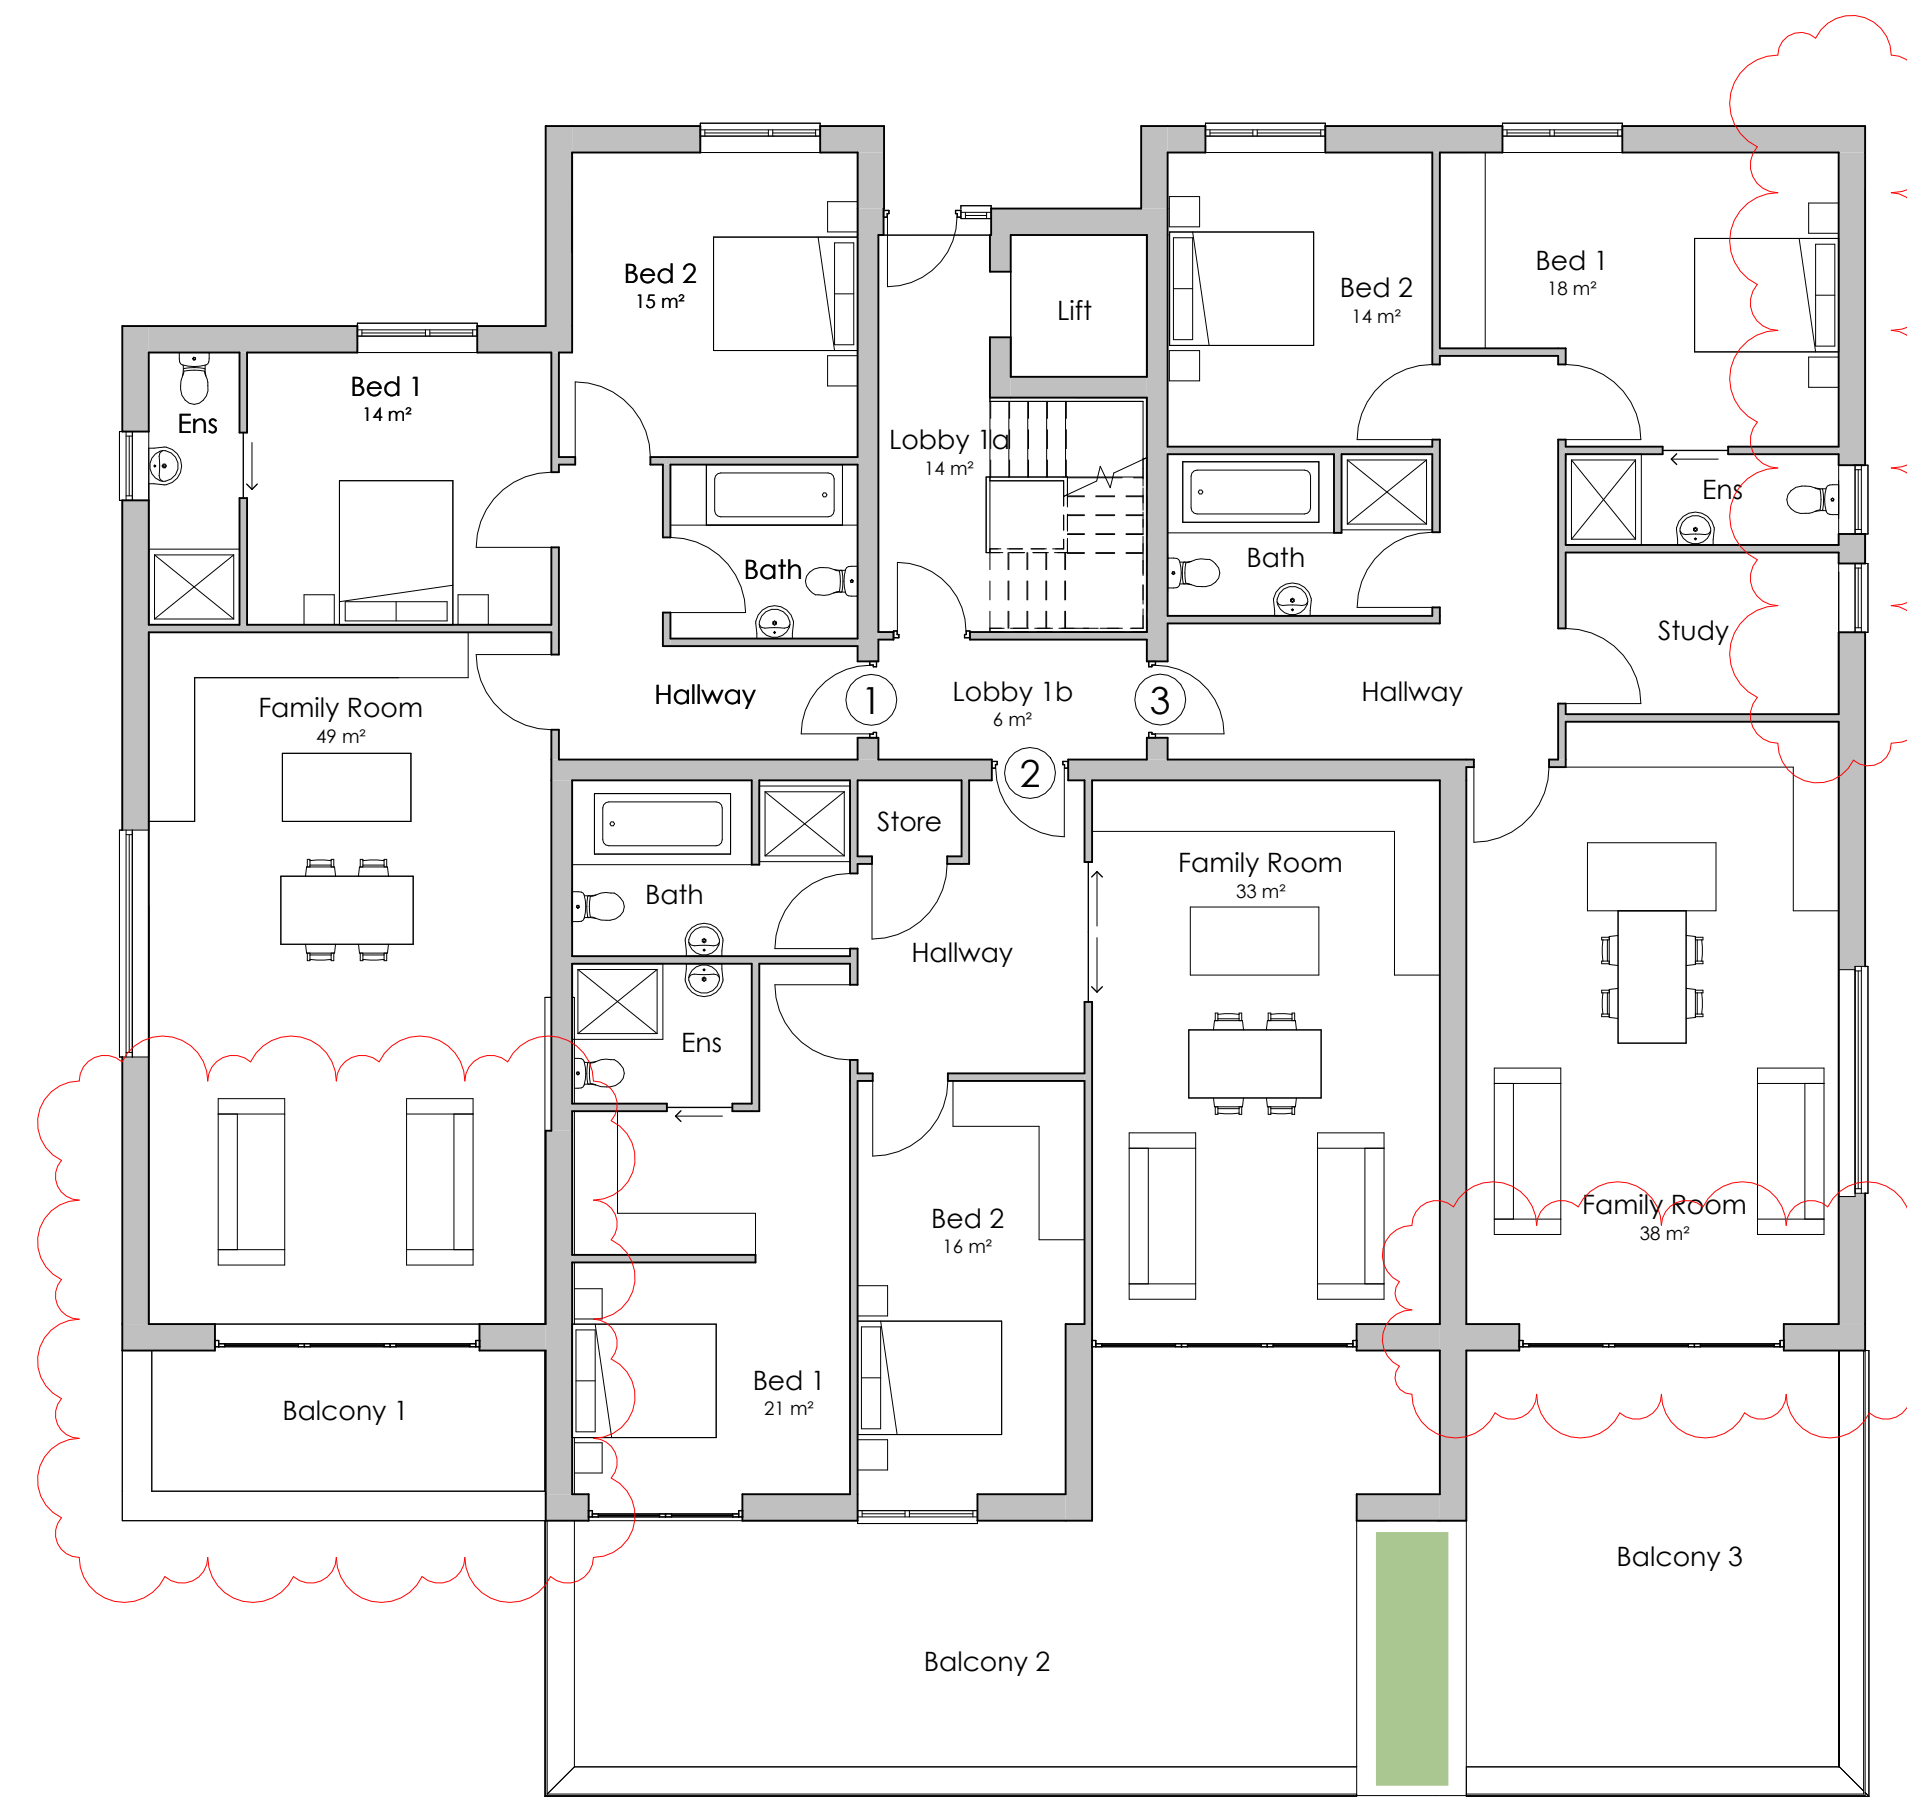 Bed 2
15 m²
Bed 1
18 m²
Bed 2
14 m²
Lift
Bed 1
14 m²
Ens
Lobby 1a
14 m²
Ens
Bath
Bath
Study
Hallway
Lobby 1b
6 m²
Hallway
1
3
Family Room
49 m²
2
Store
Family Room
33 m²
Bath
Hallway
Ens
Family Room
38 m²
Bed 2
16 m²
Bed 1
21 m²
Balcony 1
Balcony 3
Balcony 2